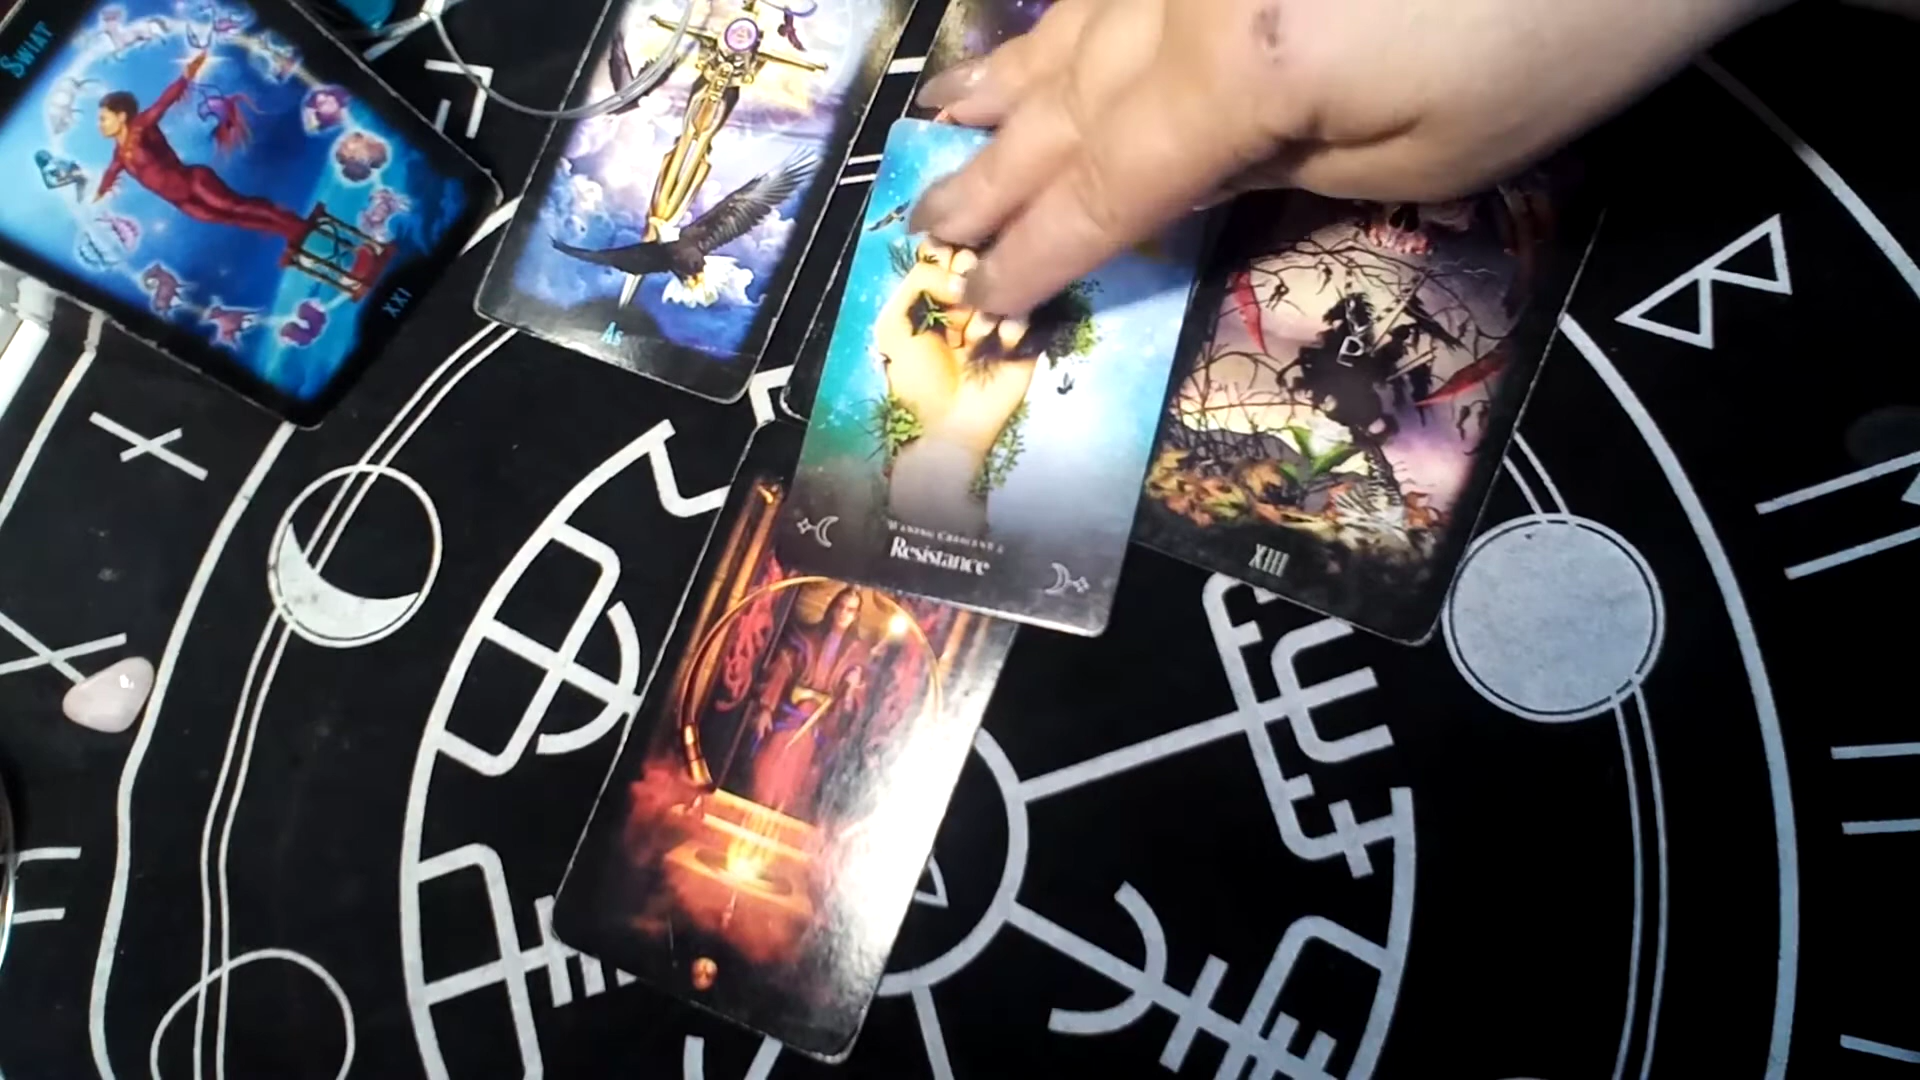 ŚWIAT
XXI
As
WANING CRESCENT
Resistance
XIII